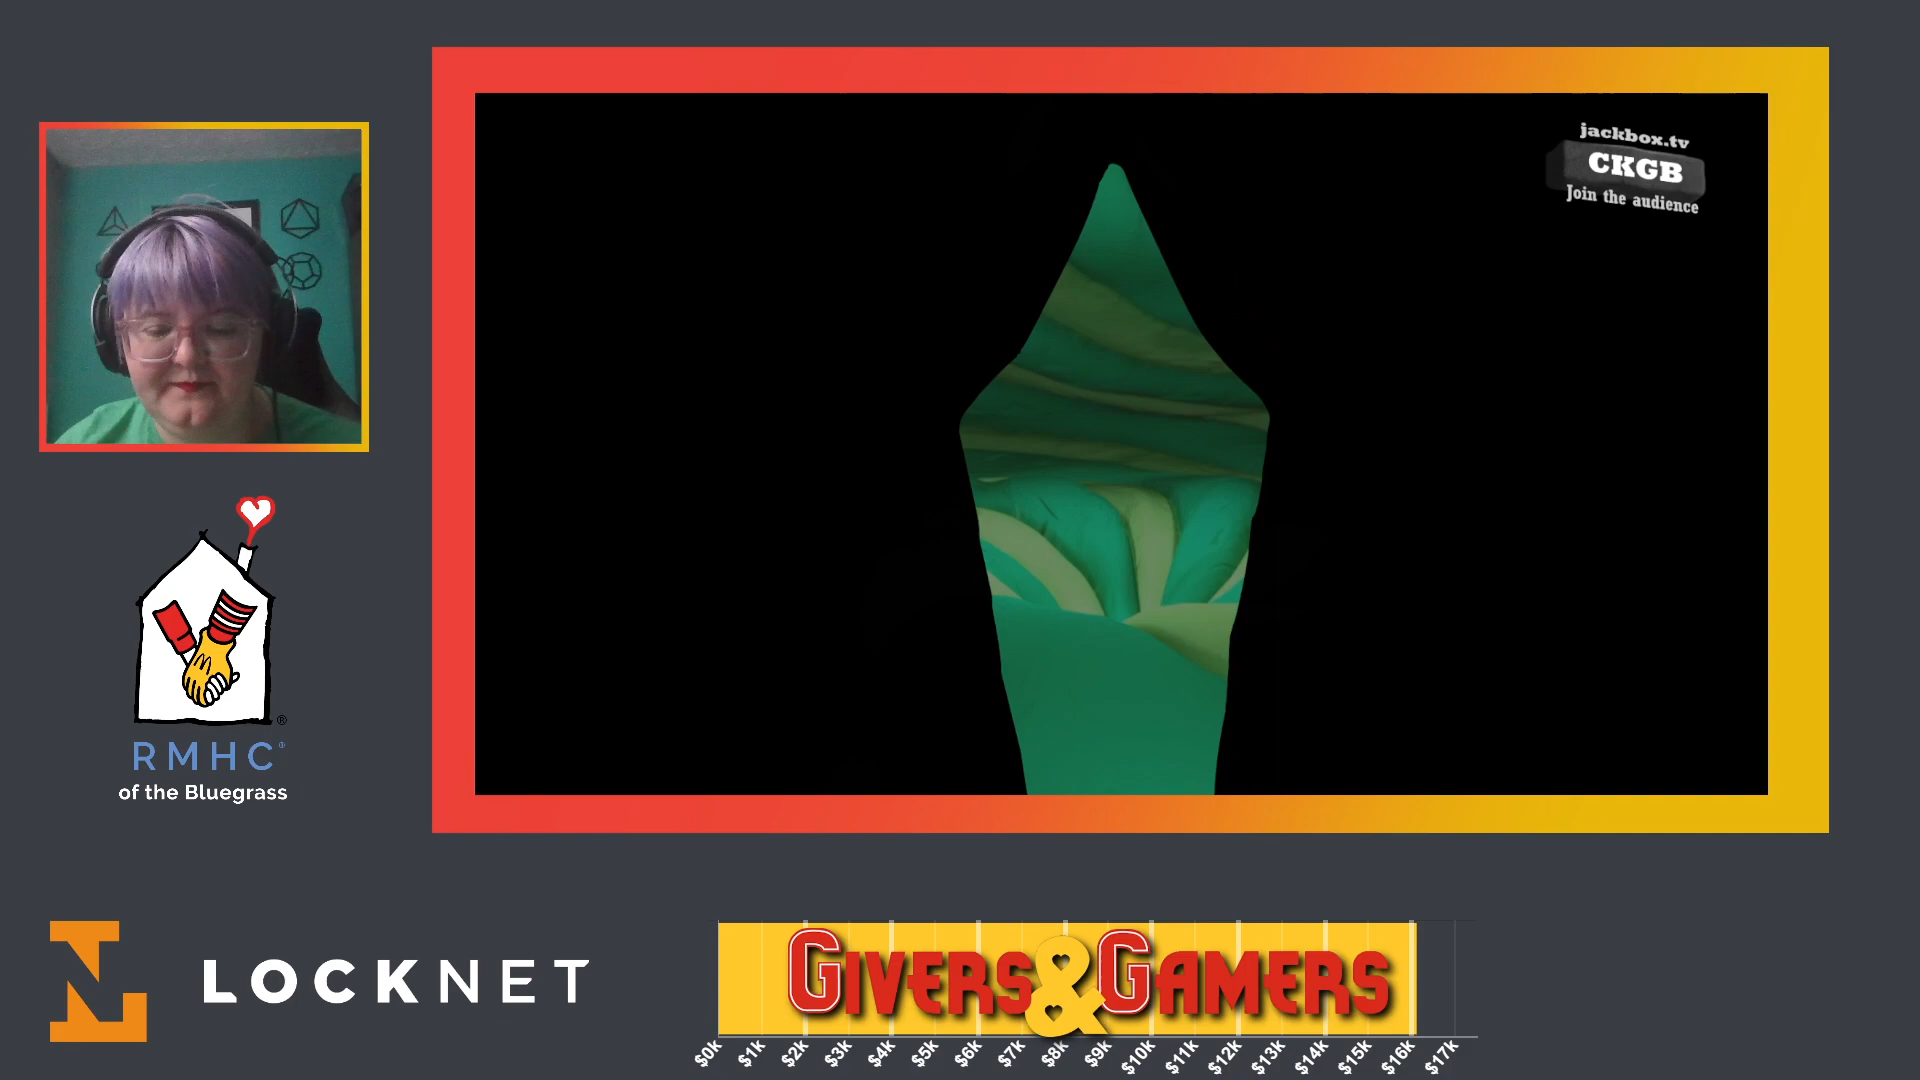 jackbox.tv
CKGB
Join the audience
RMHC®
of the Bluegrass
LOCKNET
GIVERS & GAMERS
$0k $1k $2k $3k $4k $5k $6k $7k $8k $9k $10k $11k $12k $13k $14k $15k $16k $17k